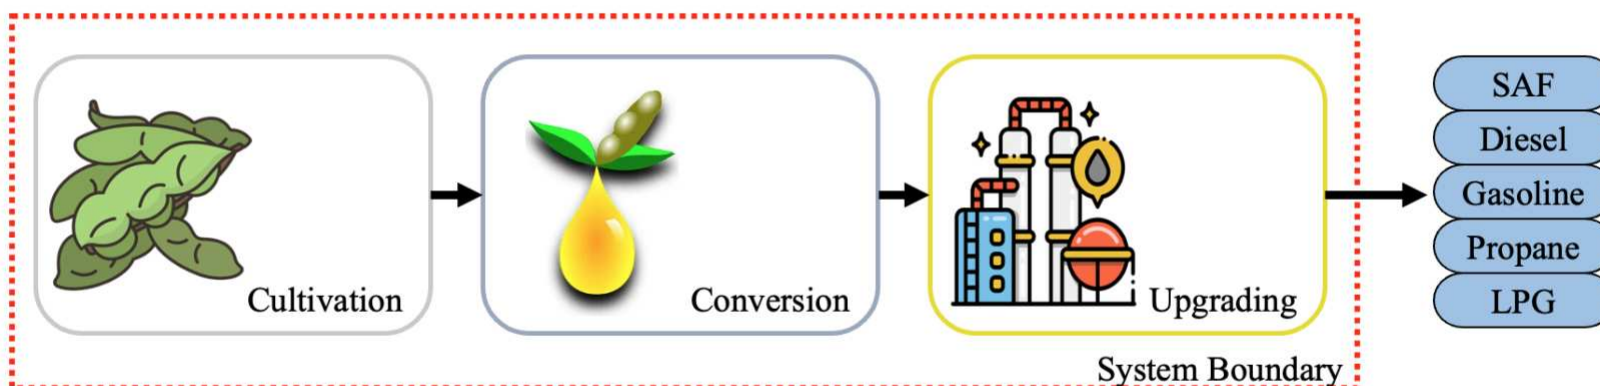 Cultivation
Conversion
Upgrading
System Boundary
SAF
Diesel
Gasoline
Propane
LPG